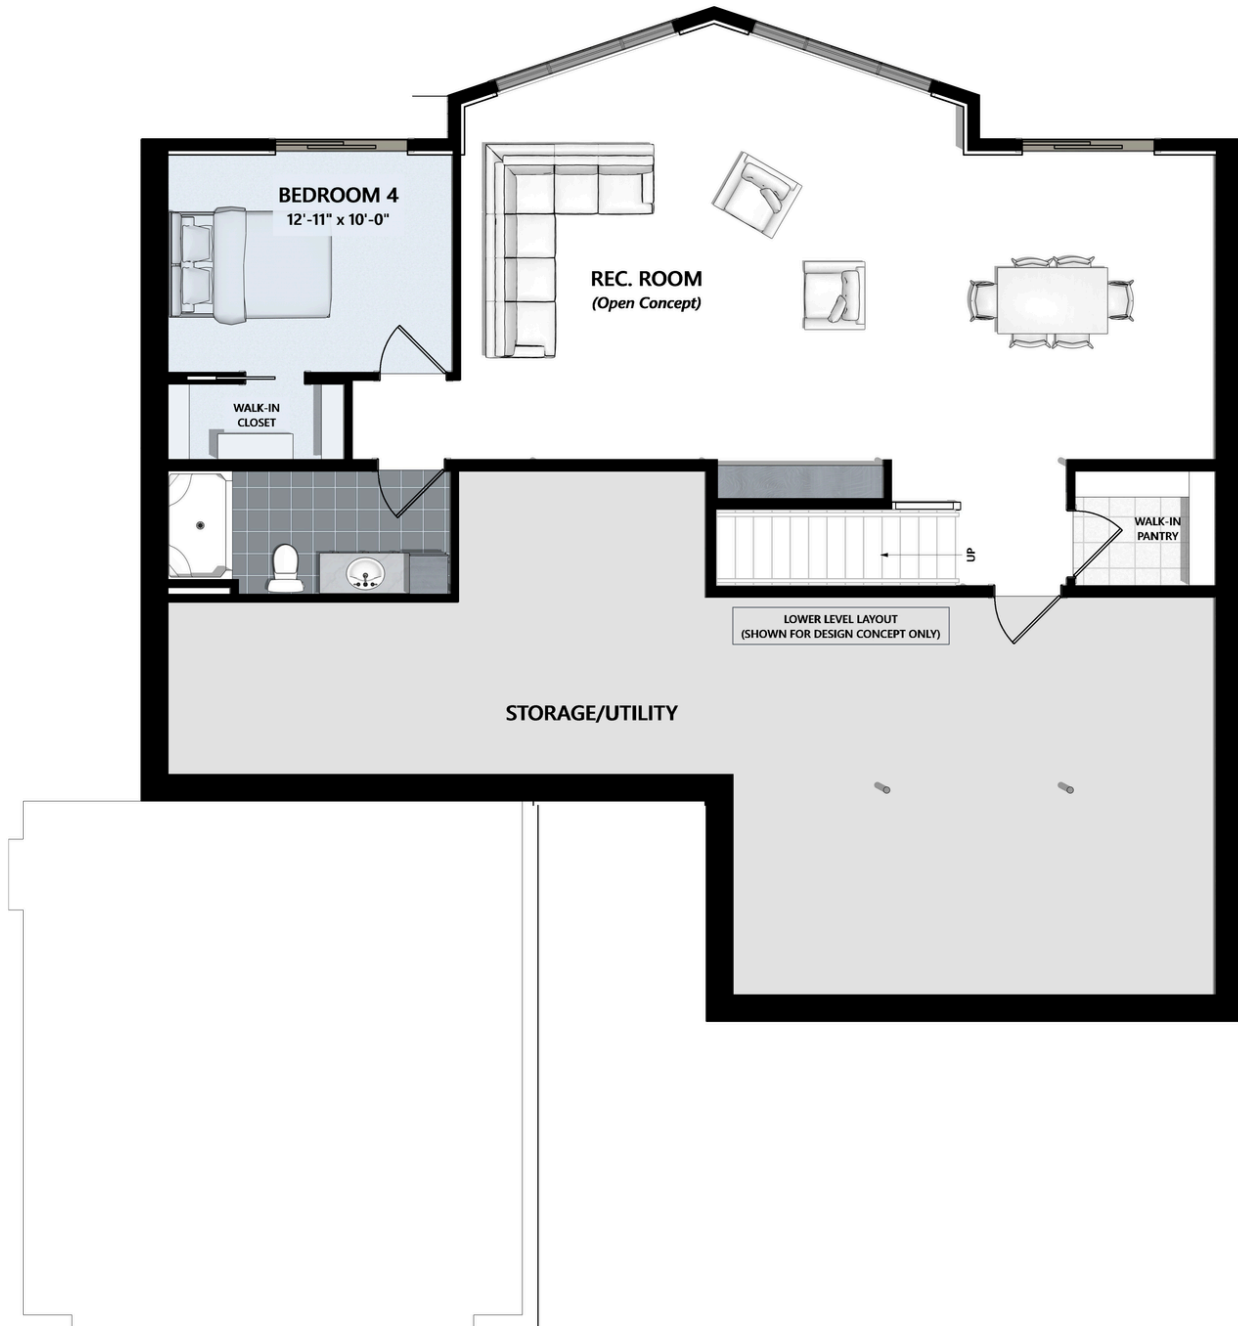 BEDROOM 4
12'-11" x 10'-0"
REC. ROOM
(Open Concept)
WALK-IN
CLOSET
WALK-IN
PANTRY
UP
LOWER LEVEL LAYOUT
(SHOWN FOR DESIGN CONCEPT ONLY)
STORAGE/UTILITY